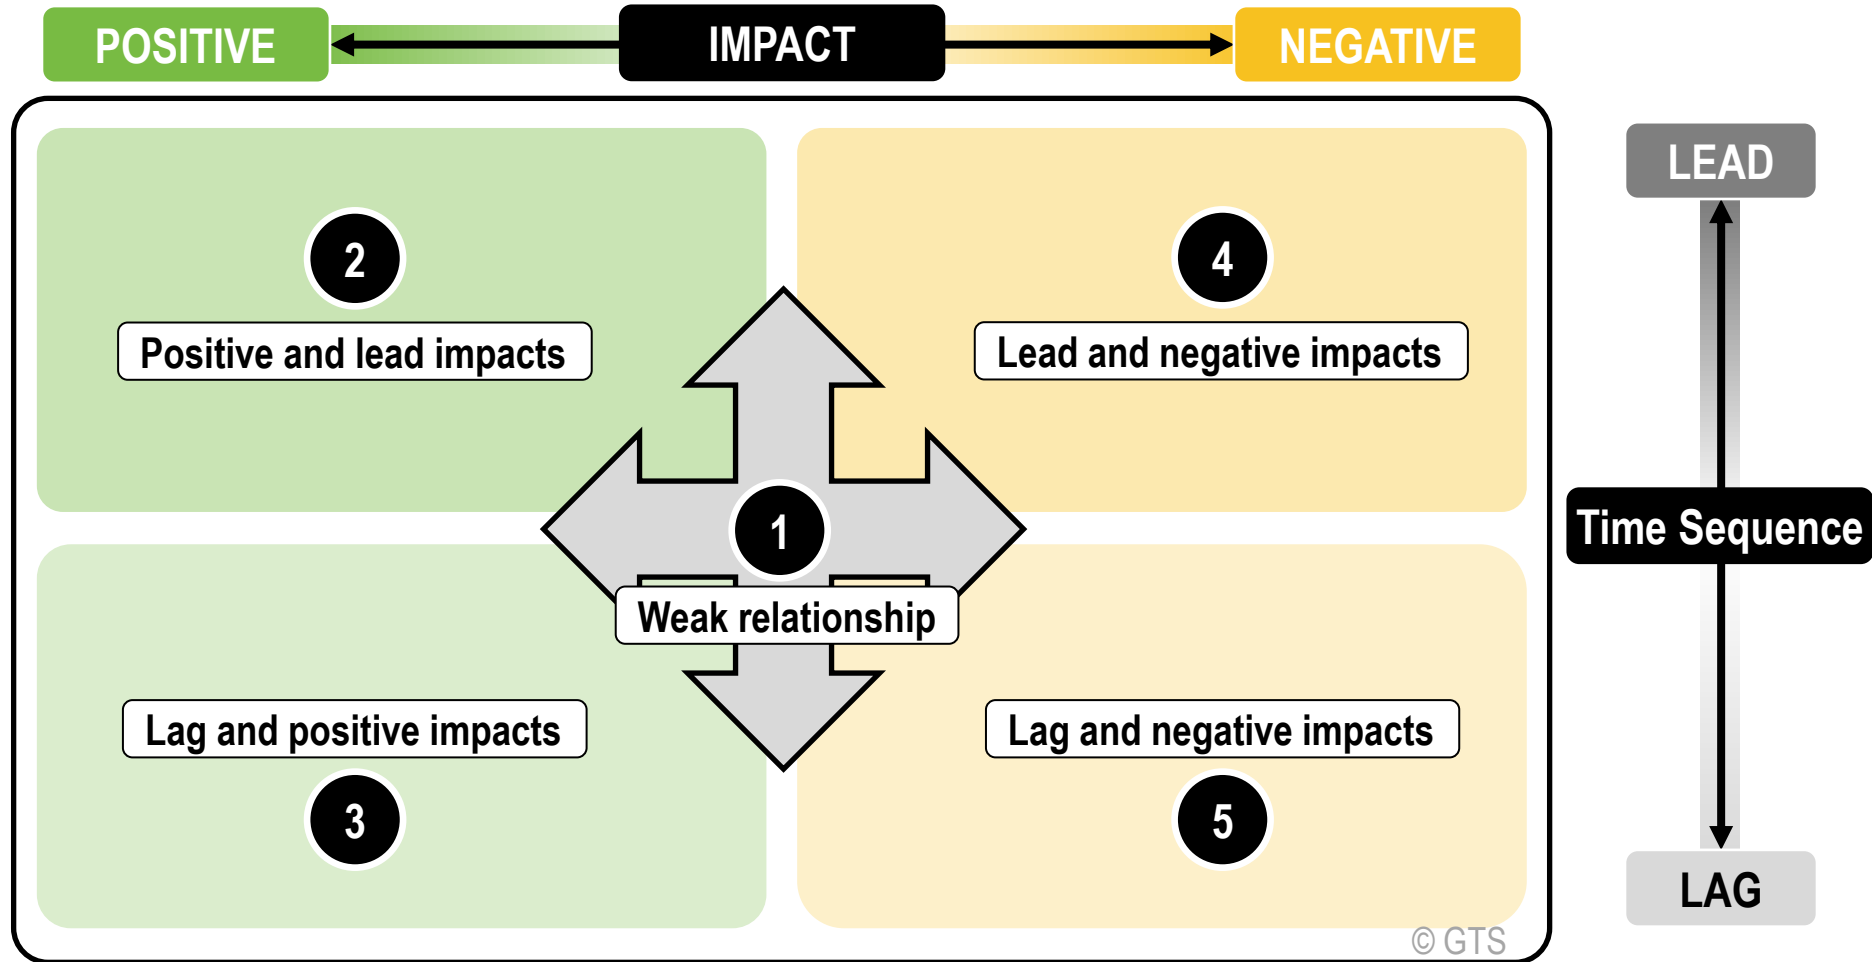 POSITIVE
IMPACT
NEGATIVE
LEAD
2
Positive and lead impacts
4
Lead and negative impacts
1
Weak relationship
Time Sequence
Lag and positive impacts
3
Lag and negative impacts
5
LAG
© GTS